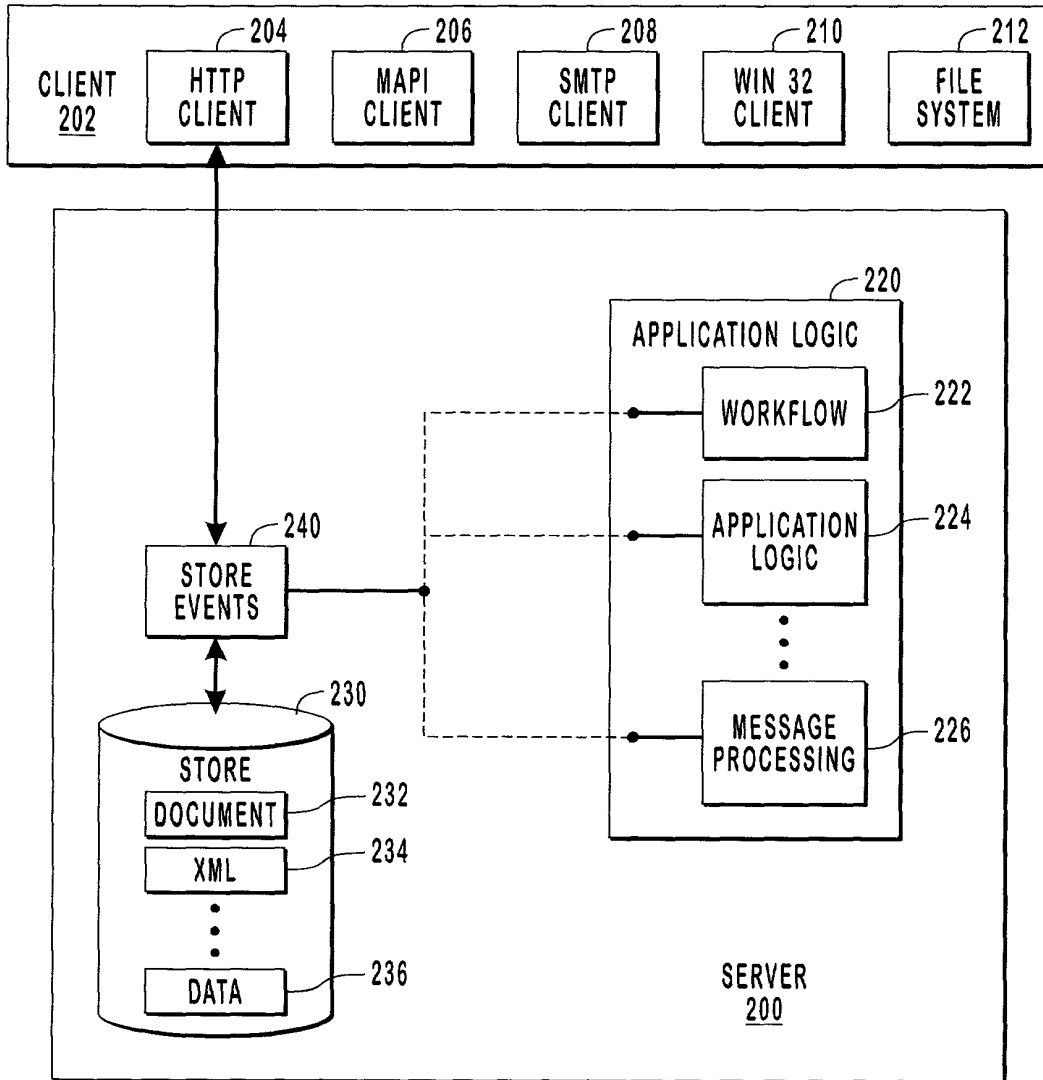 204
206
208
210
212
CLIENT
202
HTTP
CLIENT
MAPI
CLIENT
SMTP
CLIENT
WIN 32
CLIENT
FILE
SYSTEM
220
APPLICATION LOGIC
WORKFLOW
222
APPLICATION
LOGIC
224
MESSAGE
PROCESSING
226
240
STORE
EVENTS
230
STORE
DOCUMENT
232
XML
234
DATA
236
SERVER
200